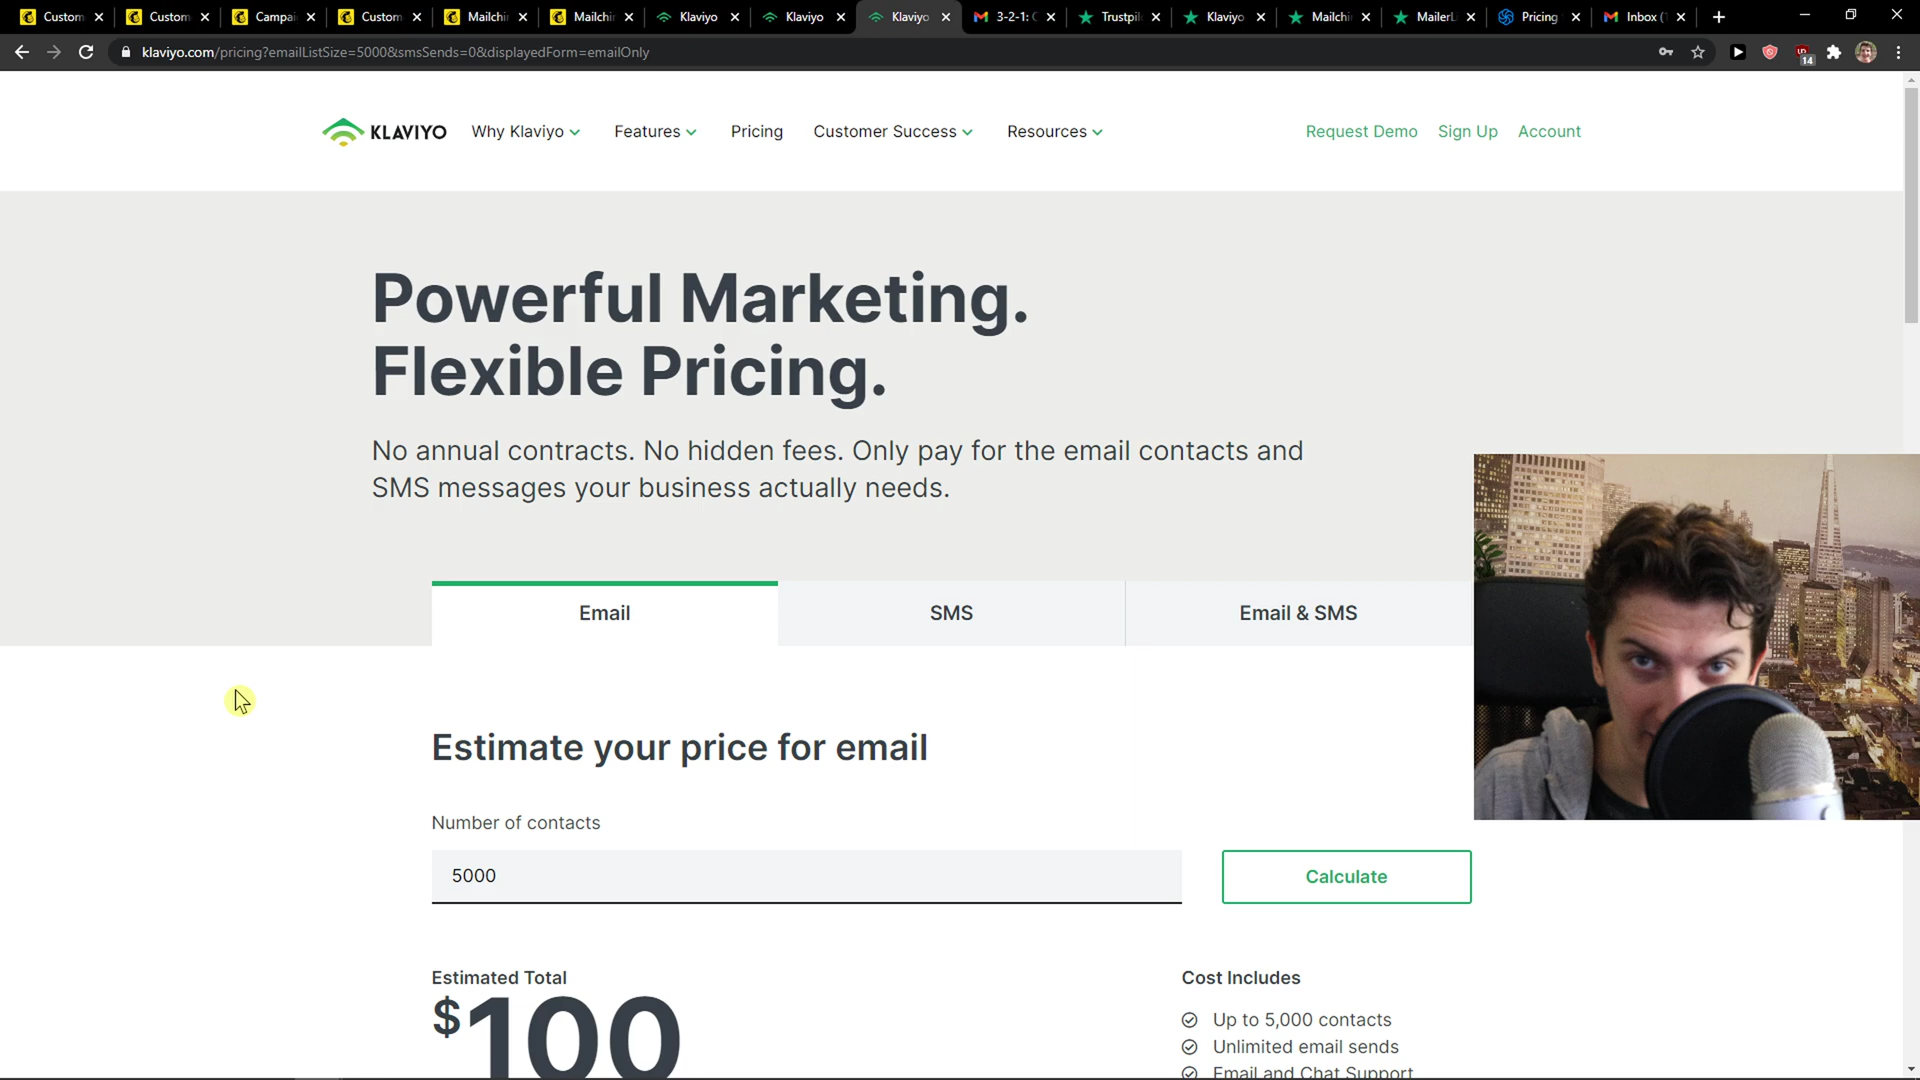 Custom
Custom
Campai
Custom
Mailchi
Mailchi
Klaviyo
Klaviyo
Klaviyo
3-2-1:
Trustpil
Klaviyo
Mailchi
MailerL
Pricing
Inbox (
klaviyo.com/pricing?emailListSize=5000&smsSends=0&displayedForm=emailOnly
14
KLAVIYO
Why Klaviyo
Features
Pricing
Customer Success
Resources
Request Demo
Sign Up
Account
Powerful Marketing.
Flexible Pricing.
No annual contracts. No hidden fees. Only pay for the email contacts and
SMS messages your business actually needs.
Email
SMS
Email & SMS
Estimate your price for email
Number of contacts
5000
Calculate
Estimated Total
$100
Cost Includes
Up to 5,000 contacts
Unlimited email sends
Email and Chat Support